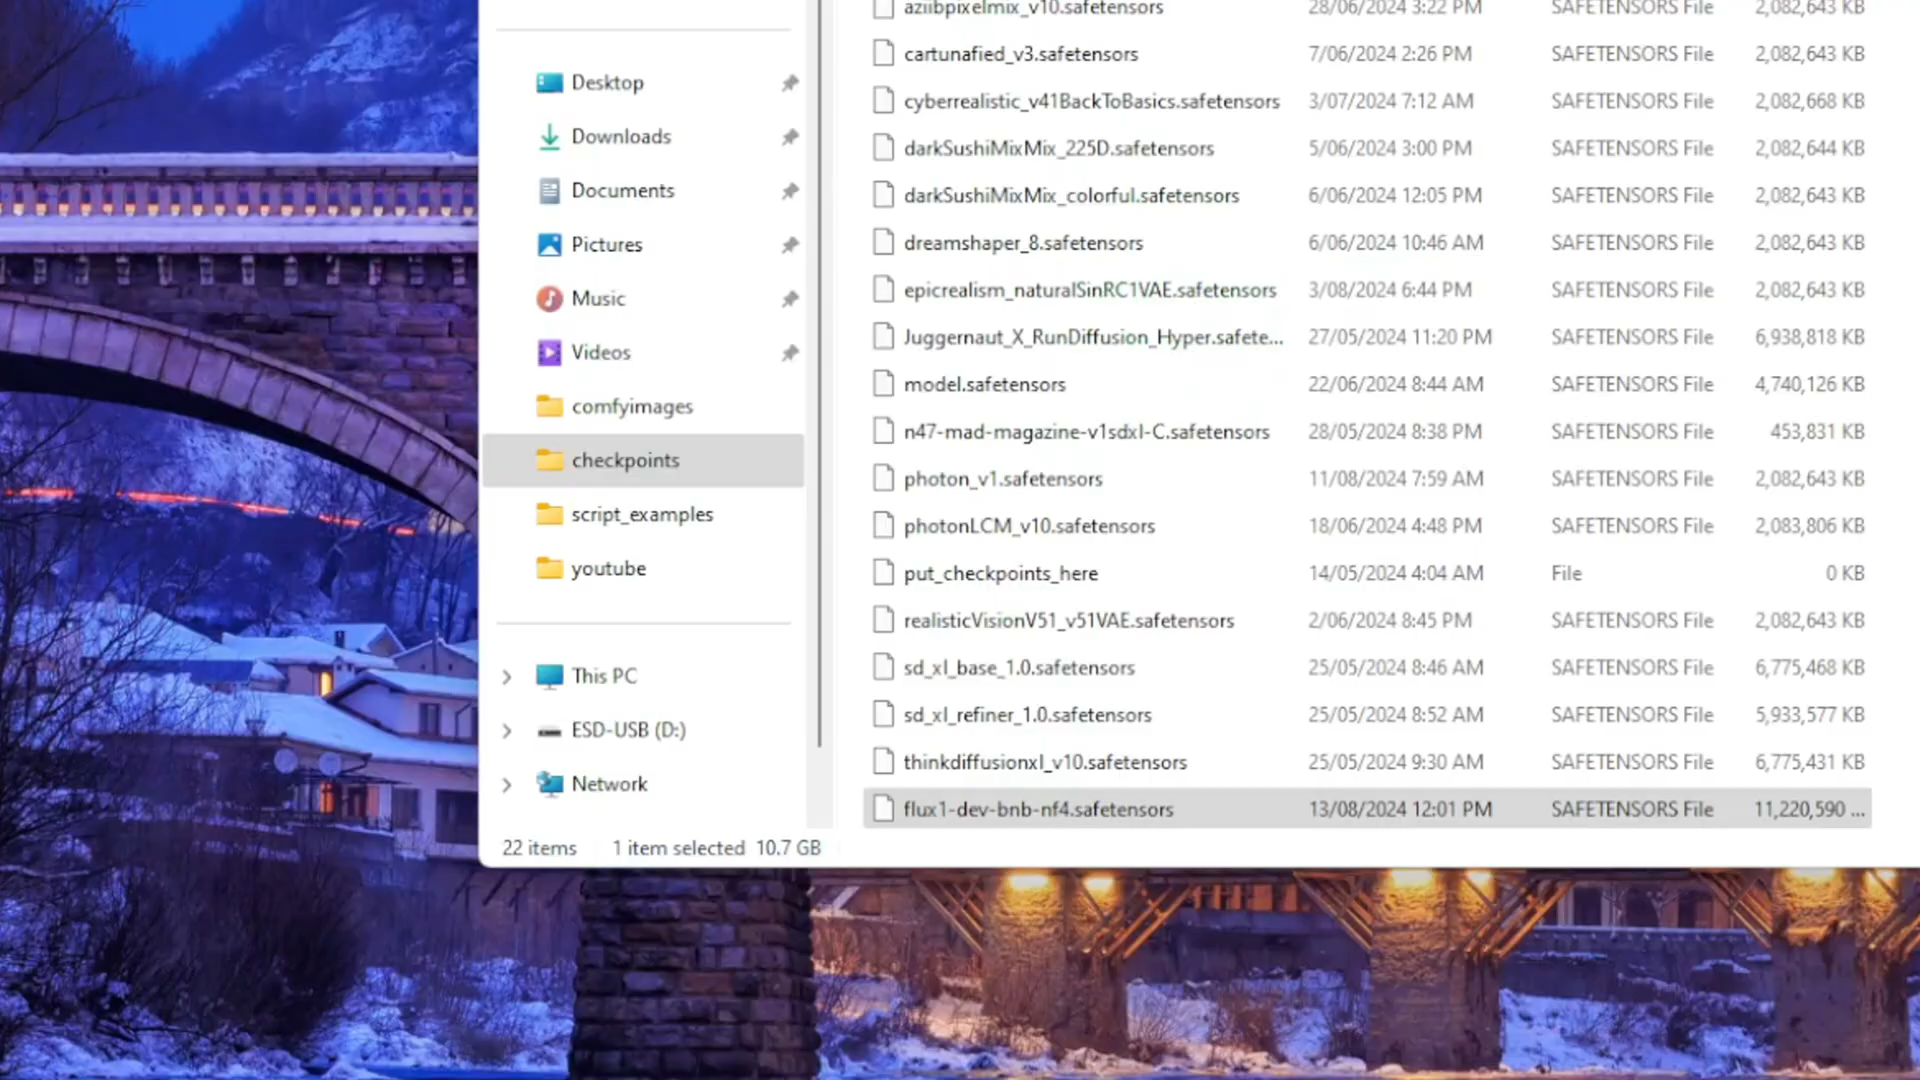 aziibpixelmix_v10.safetensors 28/06/2024 3:22 PM SAFETENSORS File 2,082,643 KB
cartunafied_v3.safetensors 7/06/2024 2:26 PM SAFETENSORS File 2,082,643 KB
Desktop
cyberrealistic_v41BackToBasics.safetensors 3/07/2024 7:12 AM SAFETENSORS File 2,082,668 KB
Downloads
darkSushiMixMix_225D.safetensors 5/06/2024 3:00 PM SAFETENSORS File 2,082,644 KB
Documents
darkSushiMixMix_colorful.safetensors 6/06/2024 12:05 PM SAFETENSORS File 2,082,643 KB
Pictures
dreamshaper_8.safetensors 6/06/2024 10:46 AM SAFETENSORS File 2,082,643 KB
Music
epicrealism_naturalSinRC1VAE.safetensors 3/08/2024 6:44 PM SAFETENSORS File 2,082,643 KB
Videos
Juggernaut_X_RunDiffusion_Hyper.safete... 27/05/2024 11:20 PM SAFETENSORS File 6,938,818 KB
model.safetensors 22/06/2024 8:44 AM SAFETENSORS File 4,740,126 KB
comfyimages
n47-mad-magazine-v1sdxl-C.safetensors 28/05/2024 8:38 PM SAFETENSORS File 453,831 KB
checkpoints
photon_v1.safetensors 11/08/2024 7:59 AM SAFETENSORS File 2,082,643 KB
script_examples
photonLCM_v10.safetensors 18/06/2024 4:48 PM SAFETENSORS File 2,083,806 KB
youtube
put_checkpoints_here 14/05/2024 4:04 AM File 0 KB
realisticVisionV51_v51VAE.safetensors 2/06/2024 8:45 PM SAFETENSORS File 2,082,643 KB
This PC
sd_xl_base_1.0.safetensors 25/05/2024 8:46 AM SAFETENSORS File 6,775,468 KB
ESD-USB (D:)
sd_xl_refiner_1.0.safetensors 25/05/2024 8:52 AM SAFETENSORS File 5,933,577 KB
Network
thinkdiffusionxl_v10.safetensors 25/05/2024 9:30 AM SAFETENSORS File 6,775,431 KB
flux1-dev-bnb-nf4.safetensors 13/08/2024 12:01 PM SAFETENSORS File 11,220,590 ...
22 items 1 item selected 10.7 GB